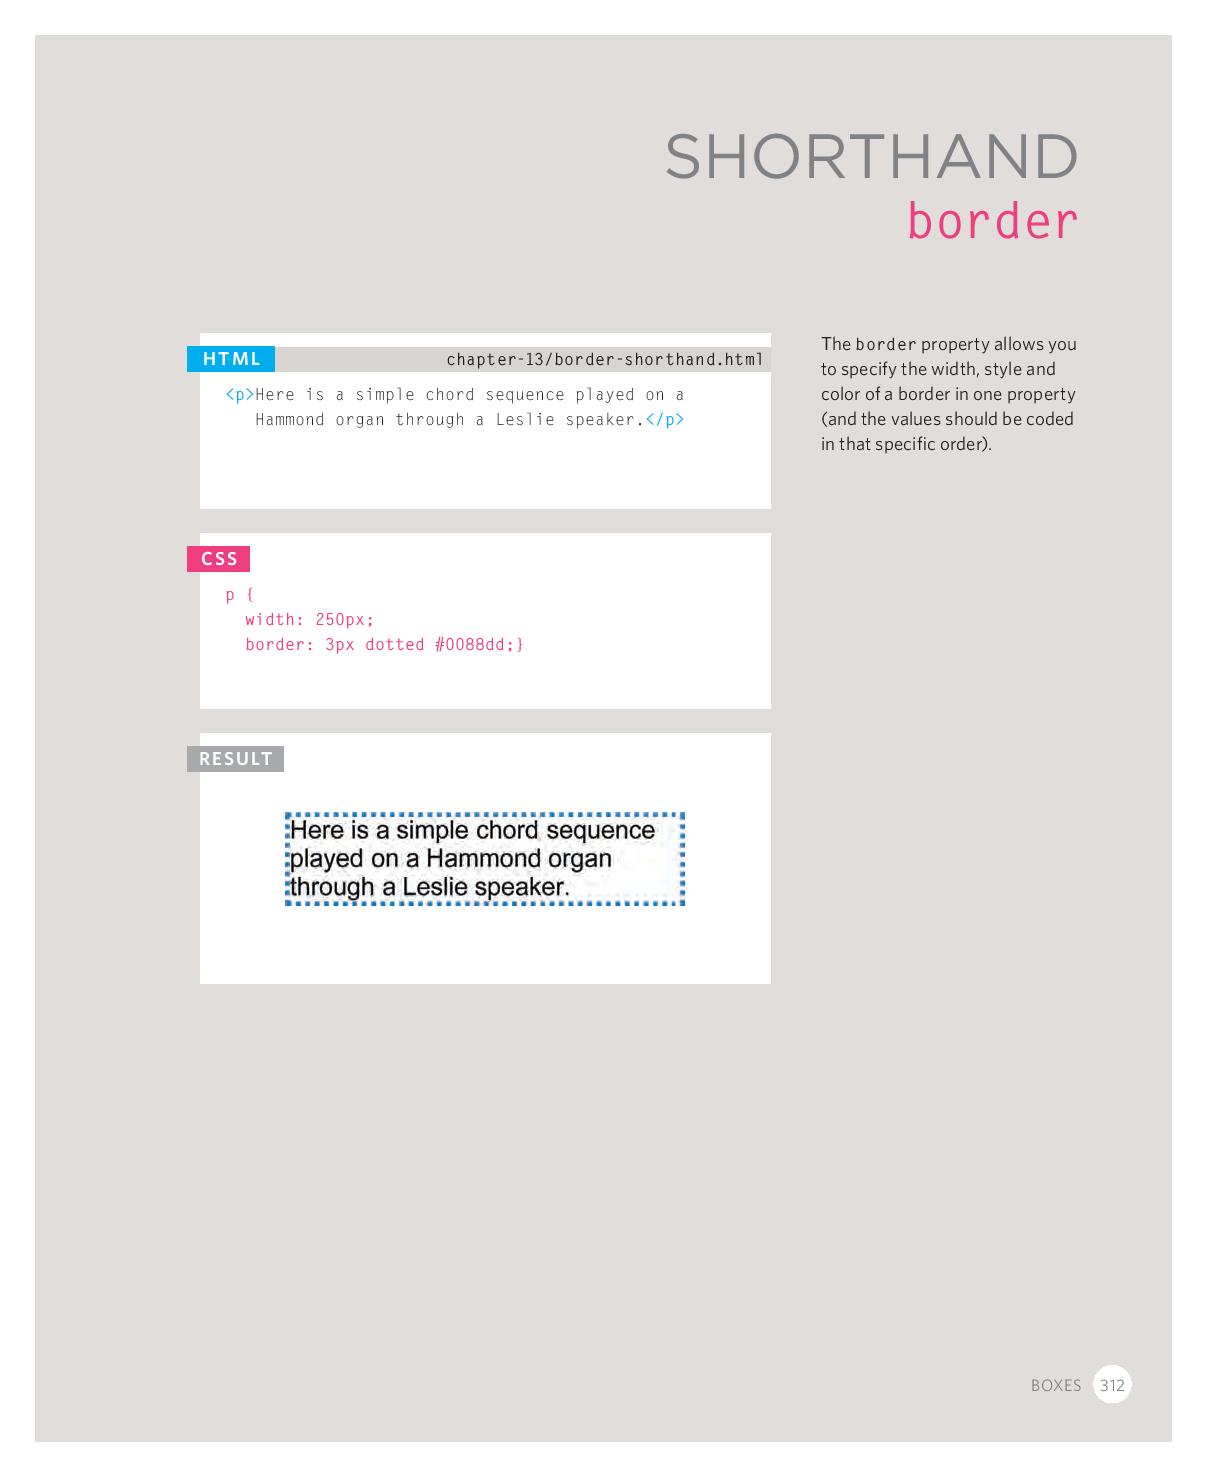 SHORTHAND
border
HTML
chapter-13/border-shorthand.html
<p>Here is a simple chord sequence played on a
Hammond organ through a Leslie speaker.</p>
The border property allows you
to specify the width, style and
color of a border in one property
(and the values should be coded
in that specific order).
CSS
p {
width: 250px;
border: 3px dotted #0088dd;}
RESULT
Here is a simple chord sequence
played on a Hammond organ
through a Leslie speaker.
BOXES 312